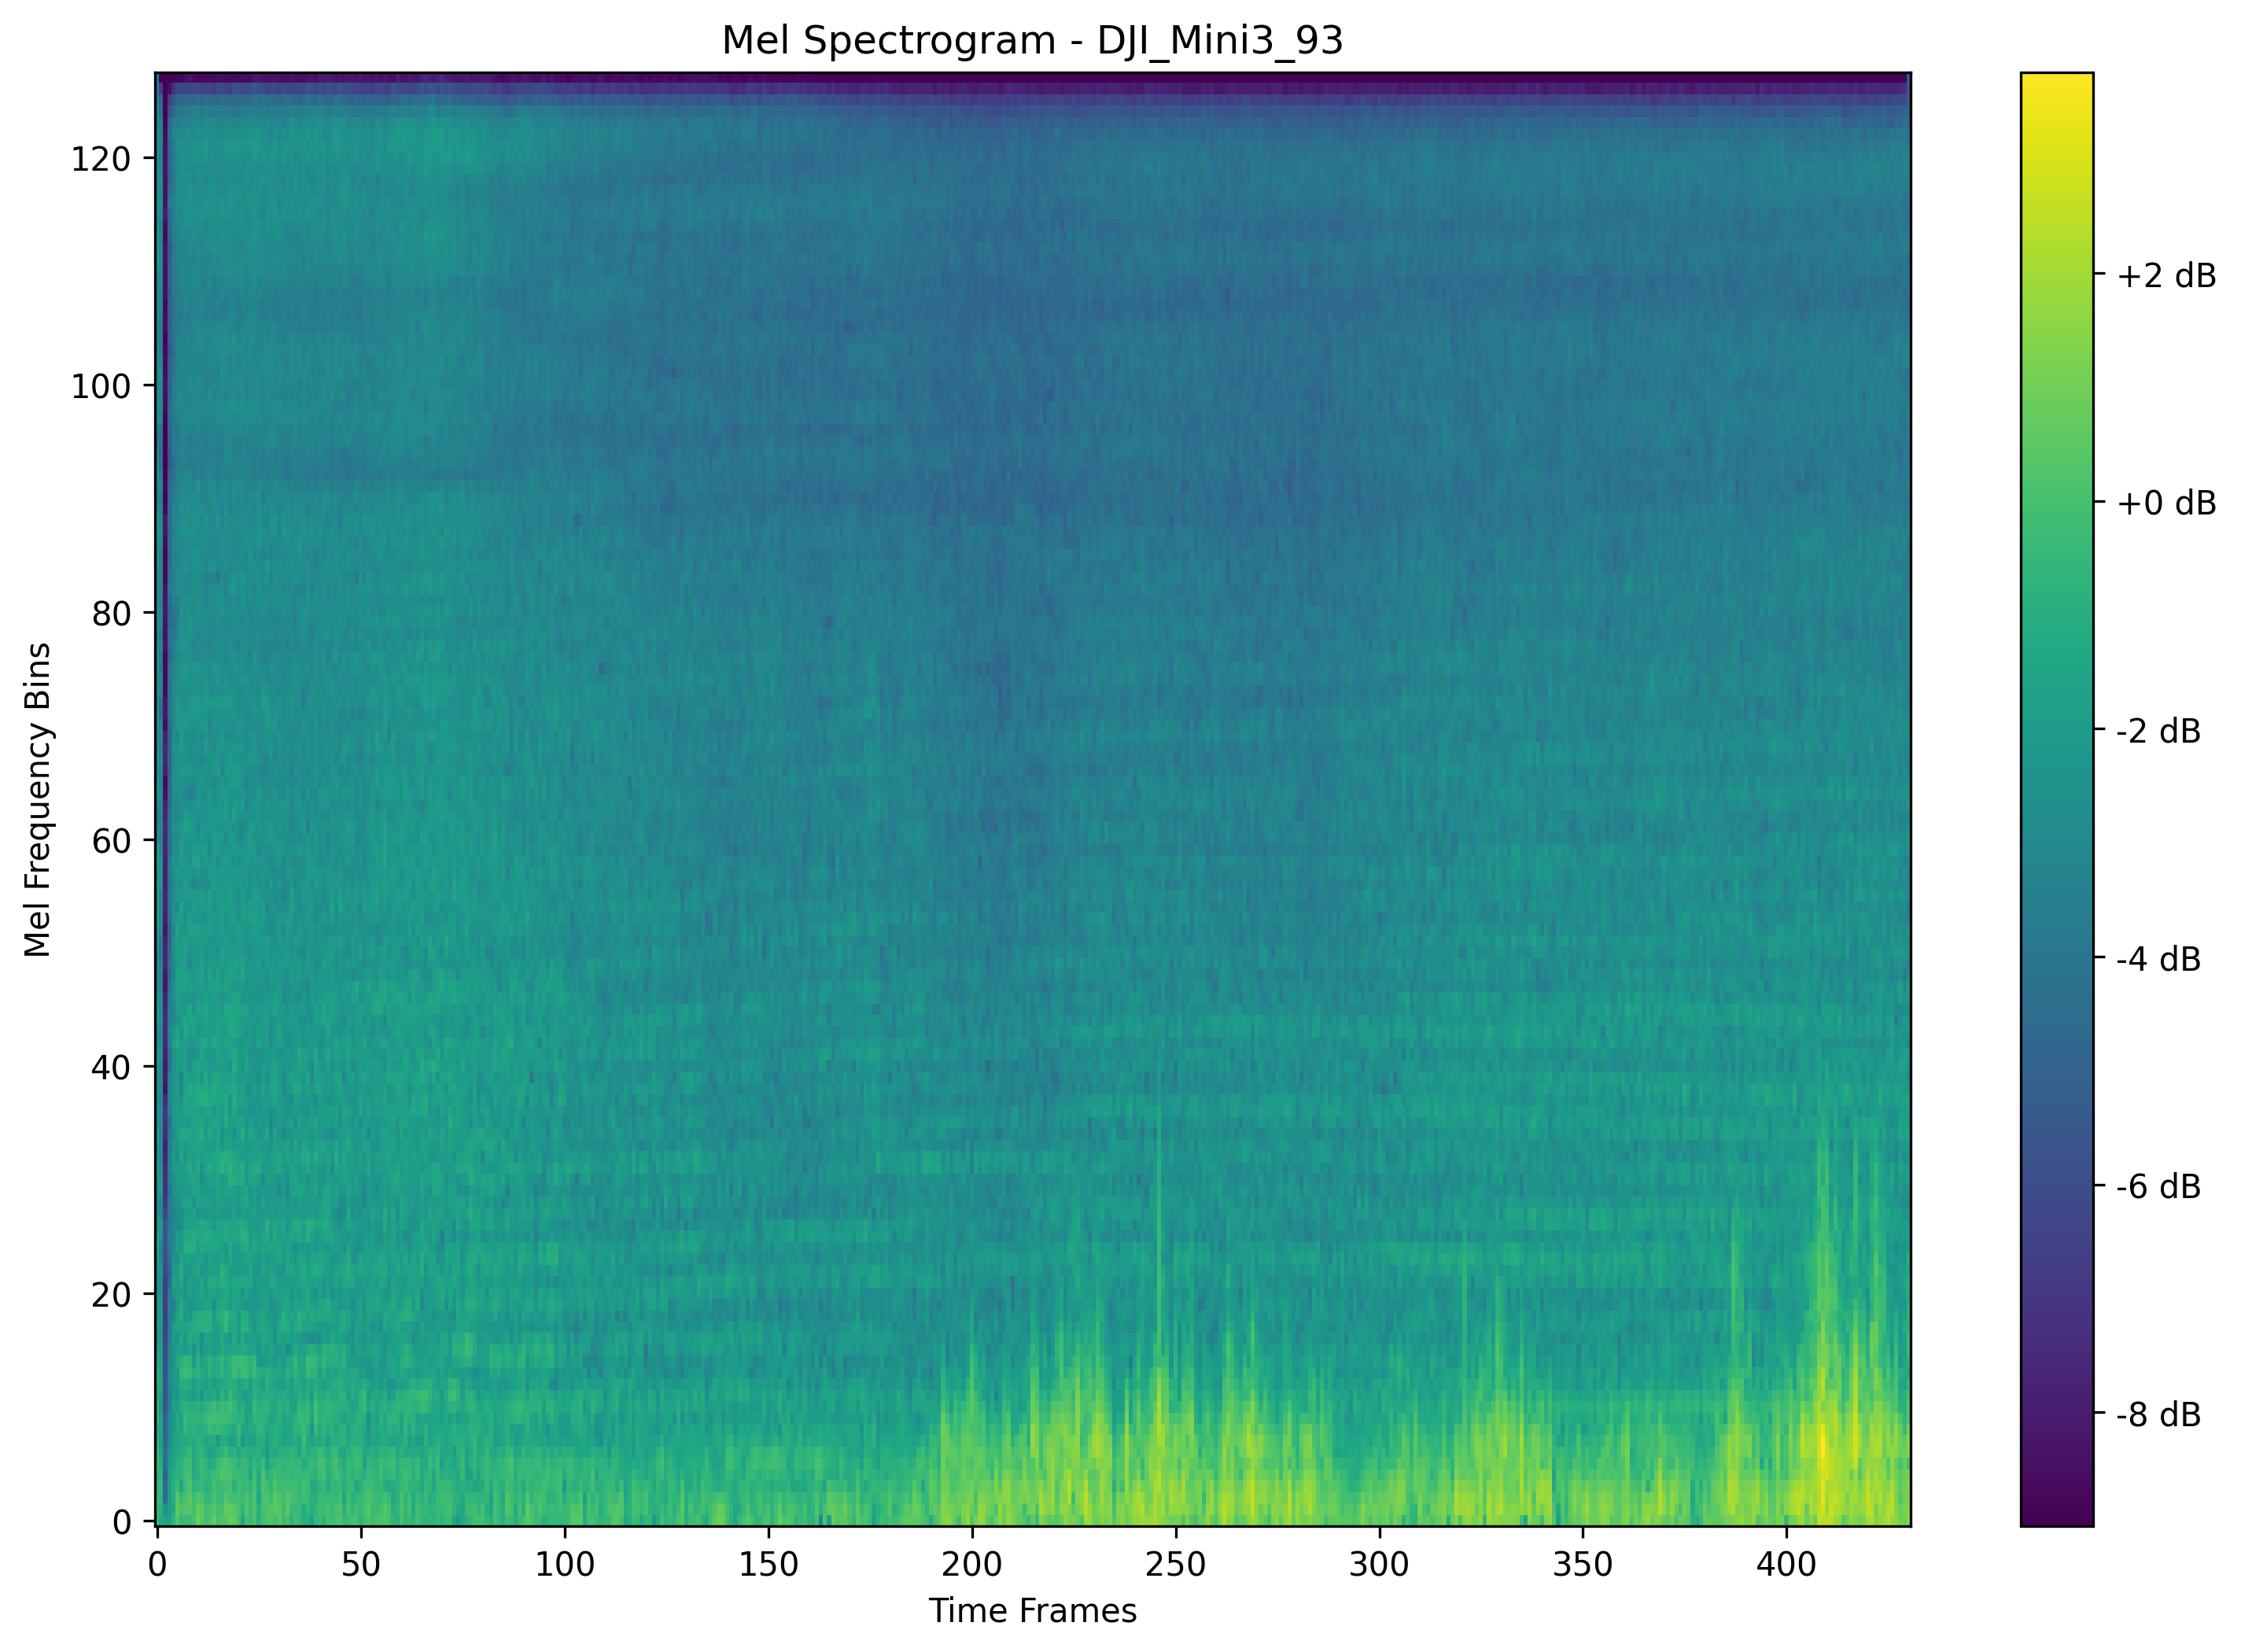 Mel Spectrogram - DJI_Mini3_93
120
100
80
60
40
20
0
Mel Frequency Bins
0 50 100 150 200 250 300 350 400
Time Frames
+2 dB
+0 dB
-2 dB
-4 dB
-6 dB
-8 dB